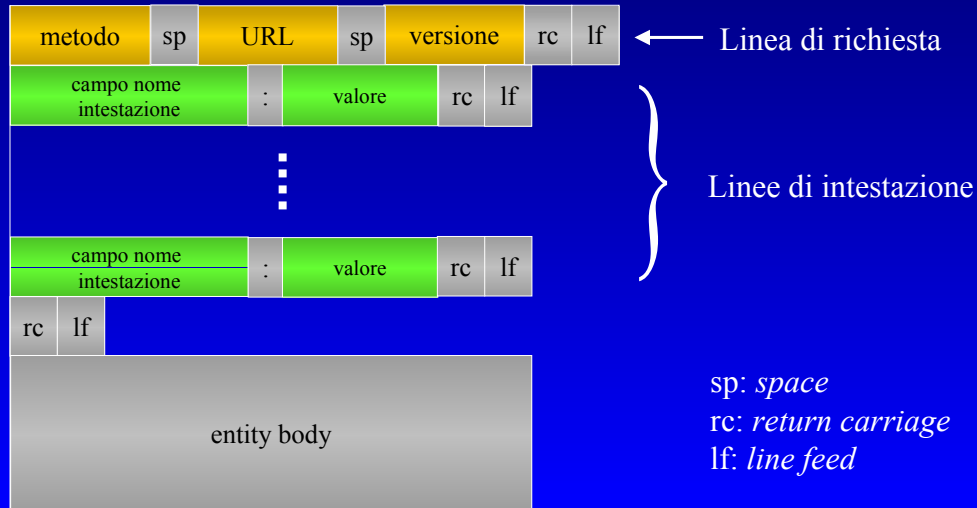 metodo sp URL sp versione rc lf
Linea di richiesta
campo nome
intestazione
: valore rc lf
Linee di intestazione
campo nome
intestazione
: valore rc lf
rc lf
entity body
sp: space
rc: return carriage
lf: line feed